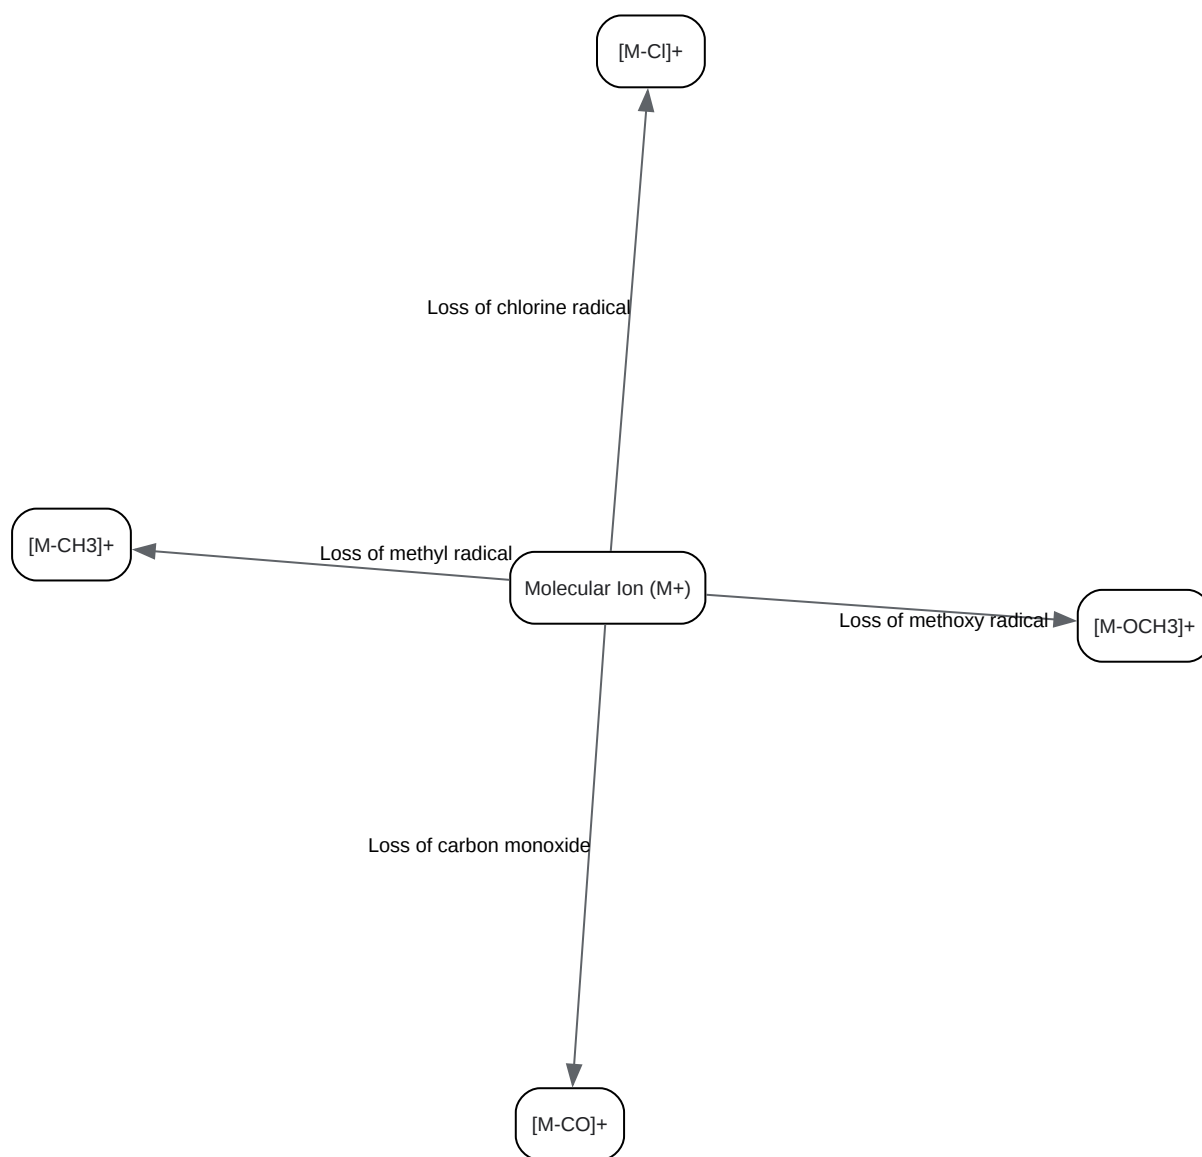 [M-Cl]+
Loss of chlorine radical
[M-CH3]+
Loss of methyl radical
Molecular Ion (M+)
Loss of methoxy radical
[M-OCH3]+
Loss of carbon monoxide
[M-CO]+